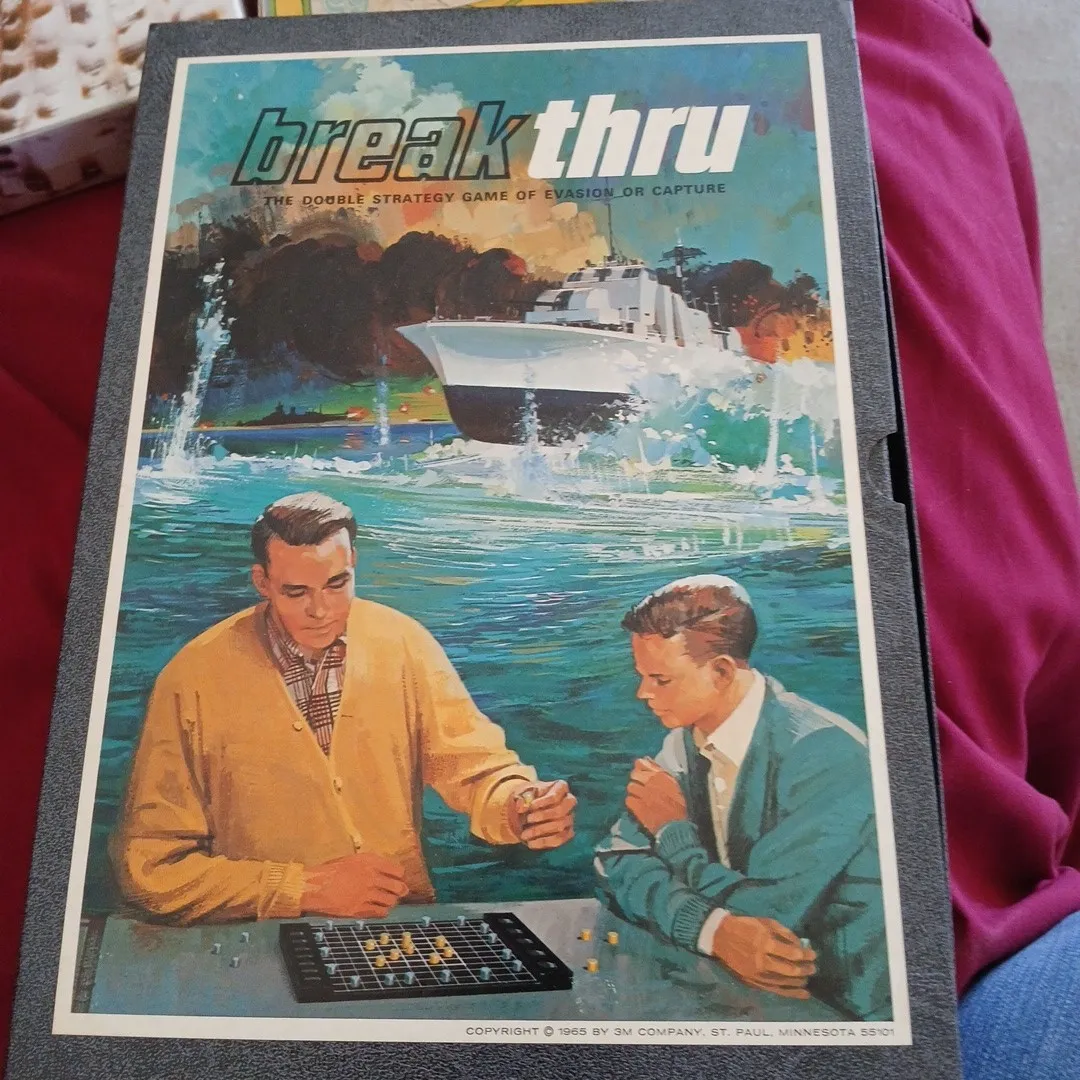 break thru
THE DOUBLE STRATEGY GAME OF EVASION OR CAPTURE
COPYRIGHT © 1965 BY 3M COMPANY, ST. PAUL, MINNESOTA 55101